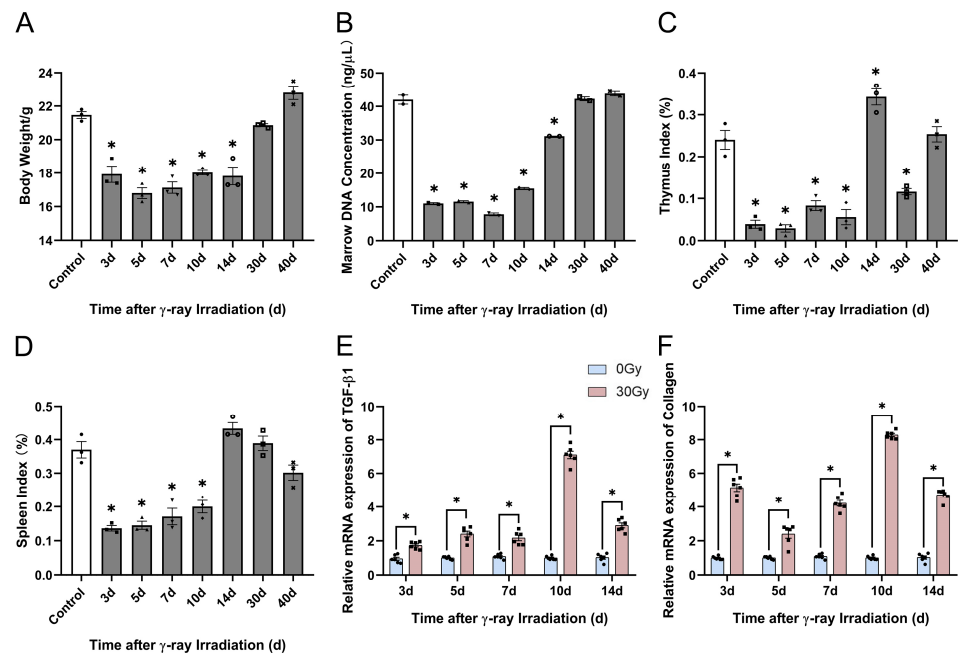 A
Body Weight/g
24
22
20
18
16
14
*
*
*
*
*
Control
3d
5d
7d
10d
14d
30d
40d
Time after γ-ray Irradiation (d)
B
Marrow DNA Concentration (ng/μL)
50
40
30
20
10
0
*
*
*
*
*
Control
3d
5d
7d
10d
14d
30d
40d
Time after γ-ray Irradiation (d)
C
Thymus Index (%)
0.4
0.3
0.2
0.1
0.0
*
*
*
*
*
*
Control
3d
5d
7d
10d
14d
30d
40d
Time after γ-ray Irradiation (d)
D
Spleen Index (%)
0.5
0.4
0.3
0.2
0.1
0.0
*
*
*
*
Control
3d
5d
7d
10d
14d
30d
40d
Time after γ-ray Irradiation (d)
E
Relative mRNA expression of TGF-β1
10
8
6
4
2
0
*
*
*
*
*
3d
5d
7d
10d
14d
Time after γ-ray Irradiation (d)
0Gy
30Gy
F
Relative mRNA expression of Collagen
10
8
6
4
2
0
*
*
*
*
*
3d
5d
7d
10d
14d
Time after γ-ray Irradiation (d)